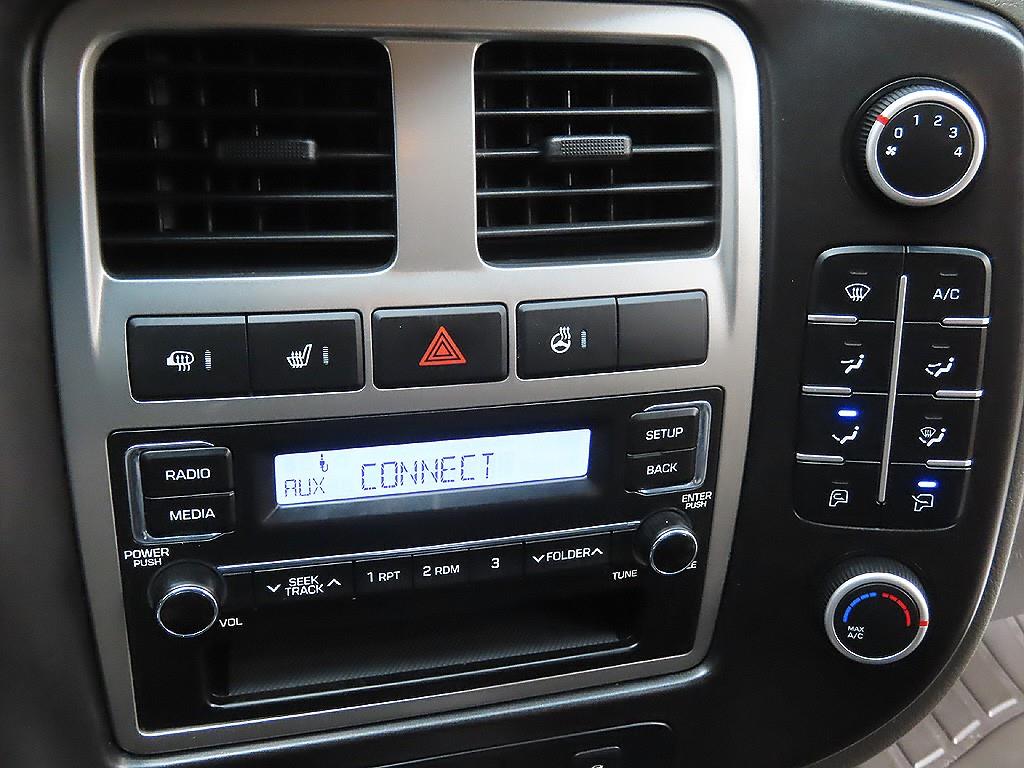 0 1 2 3 4
A/C
RADIO
MEDIA
AUX CONNECT
SETUP
BACK
ENTER
PUSH
POWER
PUSH
VOL
SEEK
TRACK
1 RPT
2 RDM
3
FOLDER
TUNE
MAX
A/C